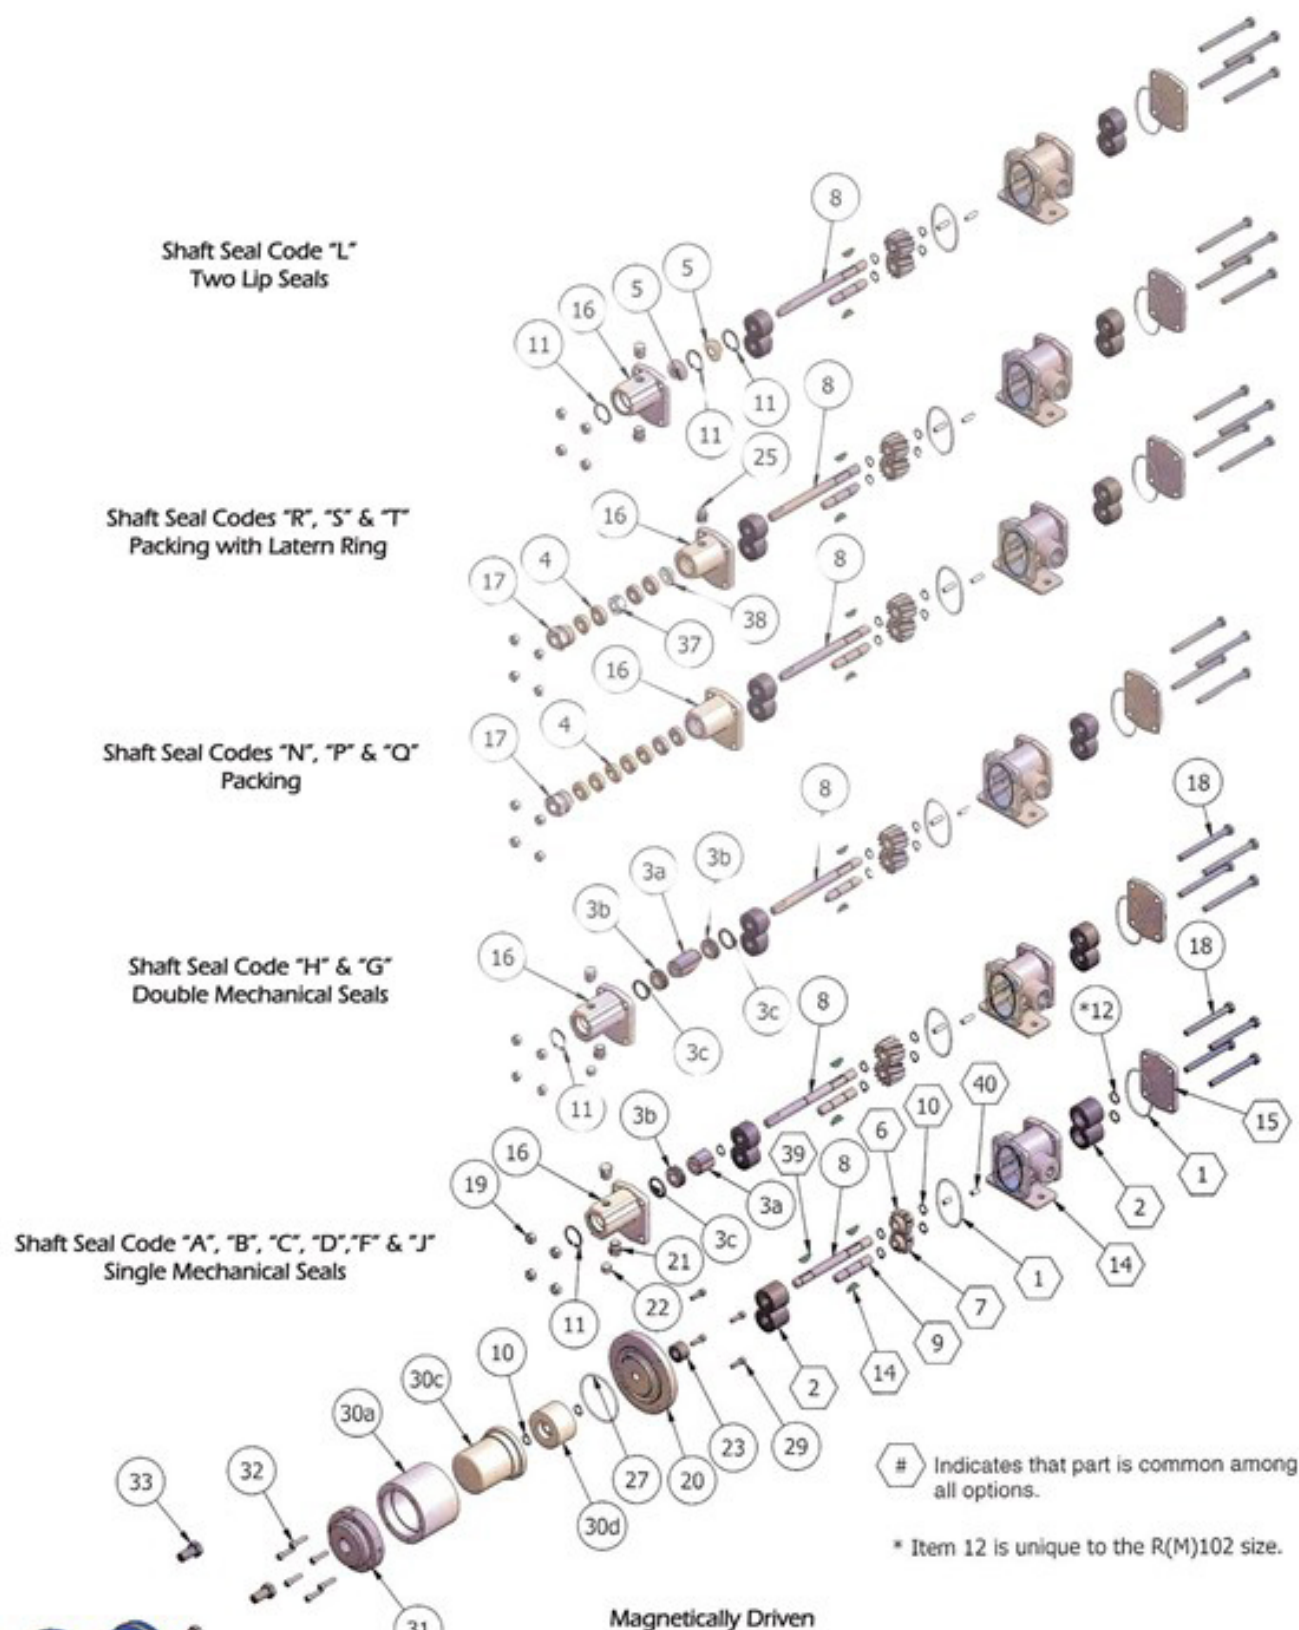 8
Shaft Seal Code "L"
Two Lip Seals
5
5
16
11
11
11
8
25
16
Shaft Seal Codes "R", "S" & "T"
Packing with Latern Ring
4
17
38
37
8
16
4
17
Shaft Seal Codes "N", "P" & "Q"
Packing
8
18
3b
3a
3b
16
Shaft Seal Code "H" & "G"
Double Mechanical Seals
3c
3c
11
8
18
*12
40
10
6
39
8
15
1
2
14
3b
16
19
3a
3c
21
22
11
Shaft Seal Code "A", "B", "C", "D","F" & "J"
Single Mechanical Seals
1
7
9
14
2
10
30c
30a
32
33
29
23
20
27
30d
31
# Indicates that part is common among
all options.
* Item 12 is unique to the R(M)102 size.
Magnetically Driven